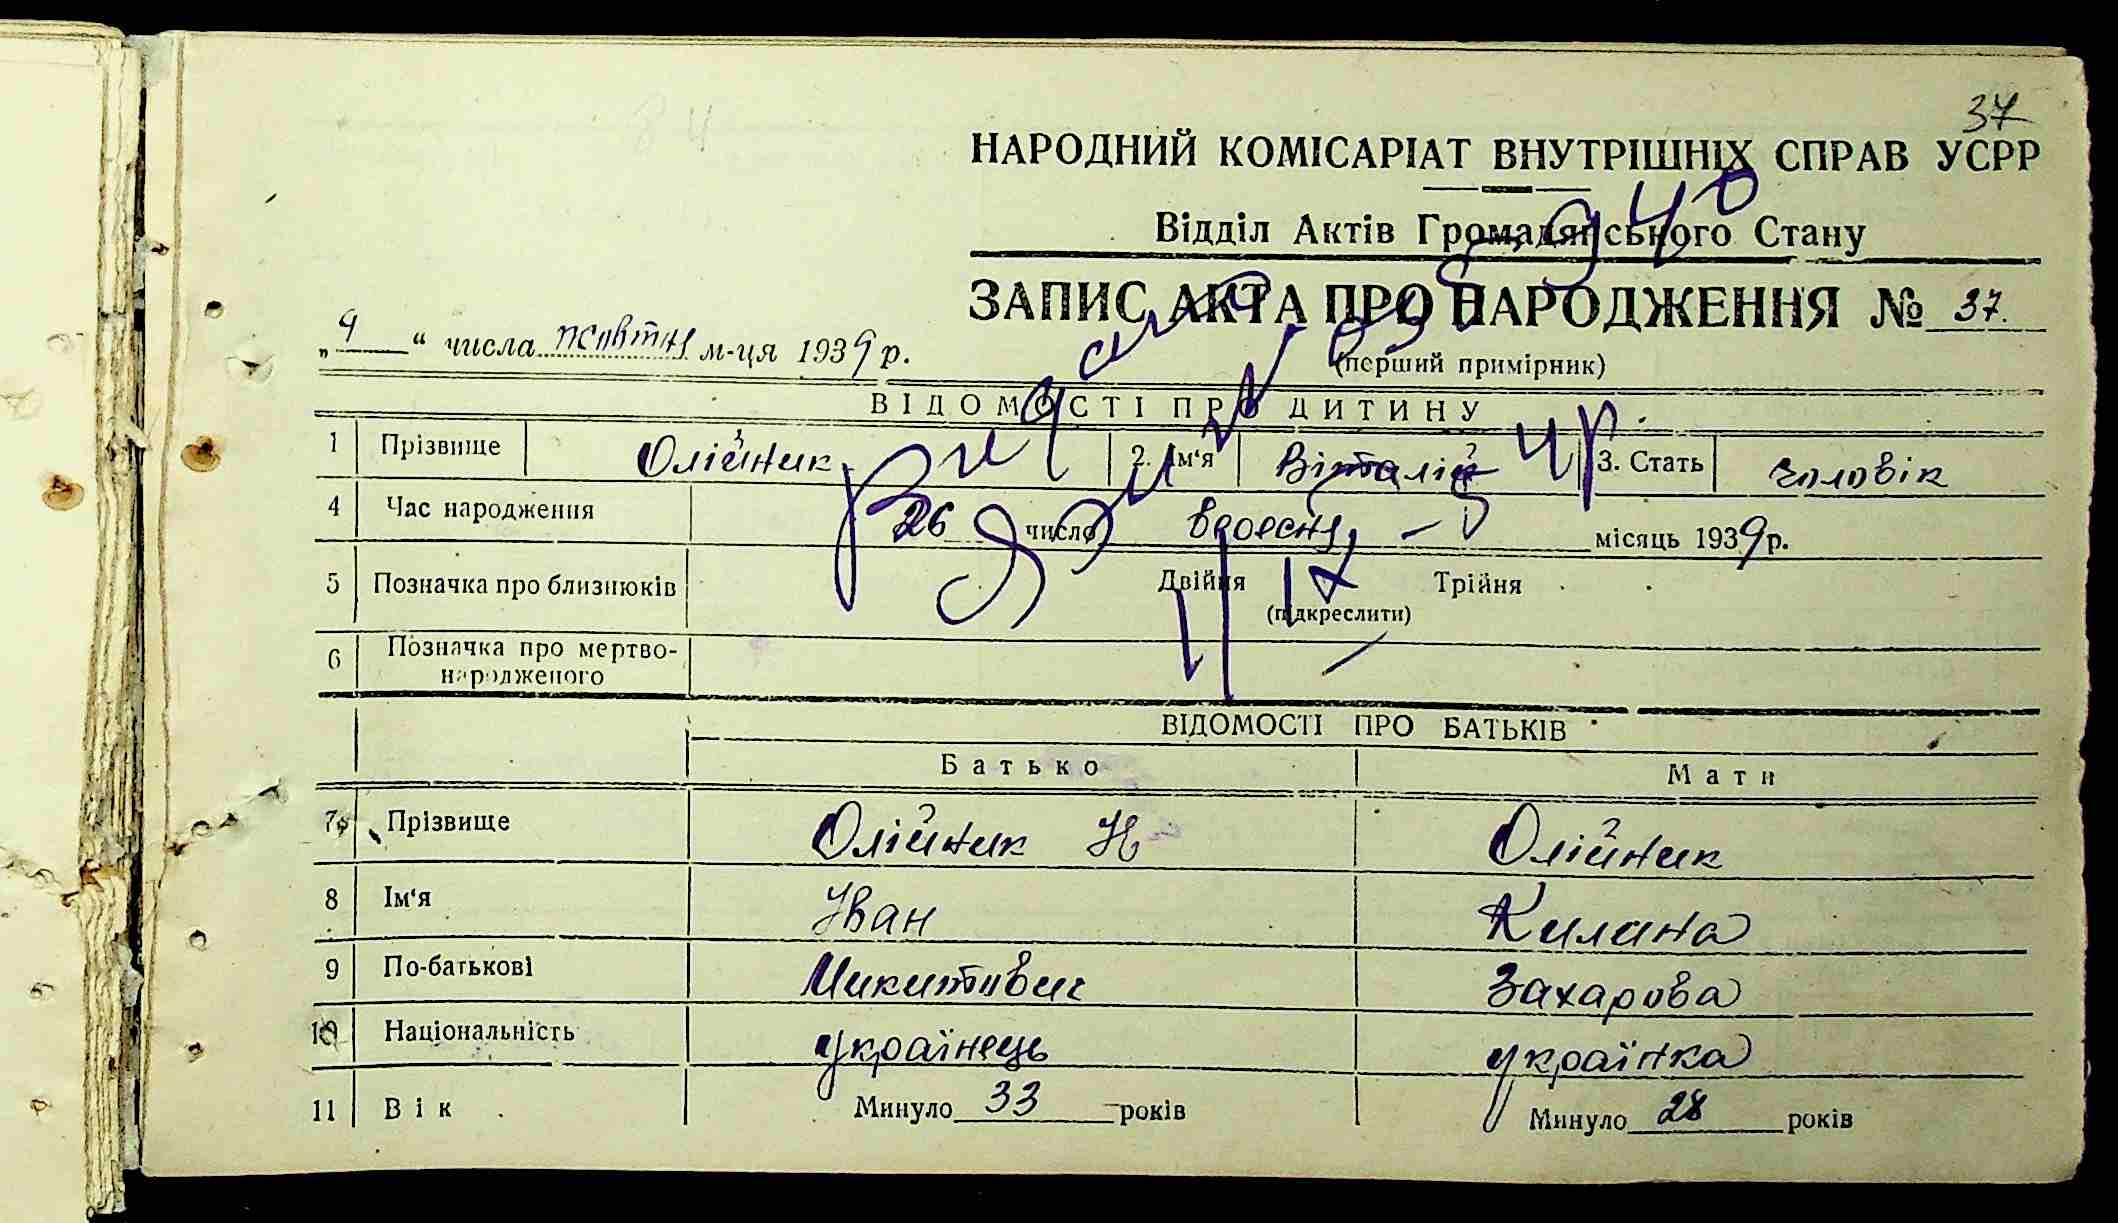 37
НАРОДНИЙ КОМІСАРІАТ ВНУТРІШНІХ СПРАВ УСРР
Відділ Актів Громадянського Стану
ЗАПИС АКТА ПРО НАРОДЖЕННЯ № 37.
(перший примірник)
„ 9 “ числа жовтня м-ця 1939 р.
ВІДОМОСТІ ПРО ДИТИНУ
1 Прізвище Олійник 2. Ім‘я Віталій 3. Стать чоловік
4 Час народження 26 число вересня місяць 1939 р.
5 Позначка про близнюків Двійня Трійня
(підкреслити)
6 Позначка про мертво-
народженого
ВІДОМОСТІ ПРО БАТЬКІВ
Батько Мати
7 Прізвище Олійник Олійник
8 Ім‘я Іван Килина
9 По-батькові Микитович Захарова
10 Національність українець українка
11 Вік Минуло 33 років Минуло 28 років